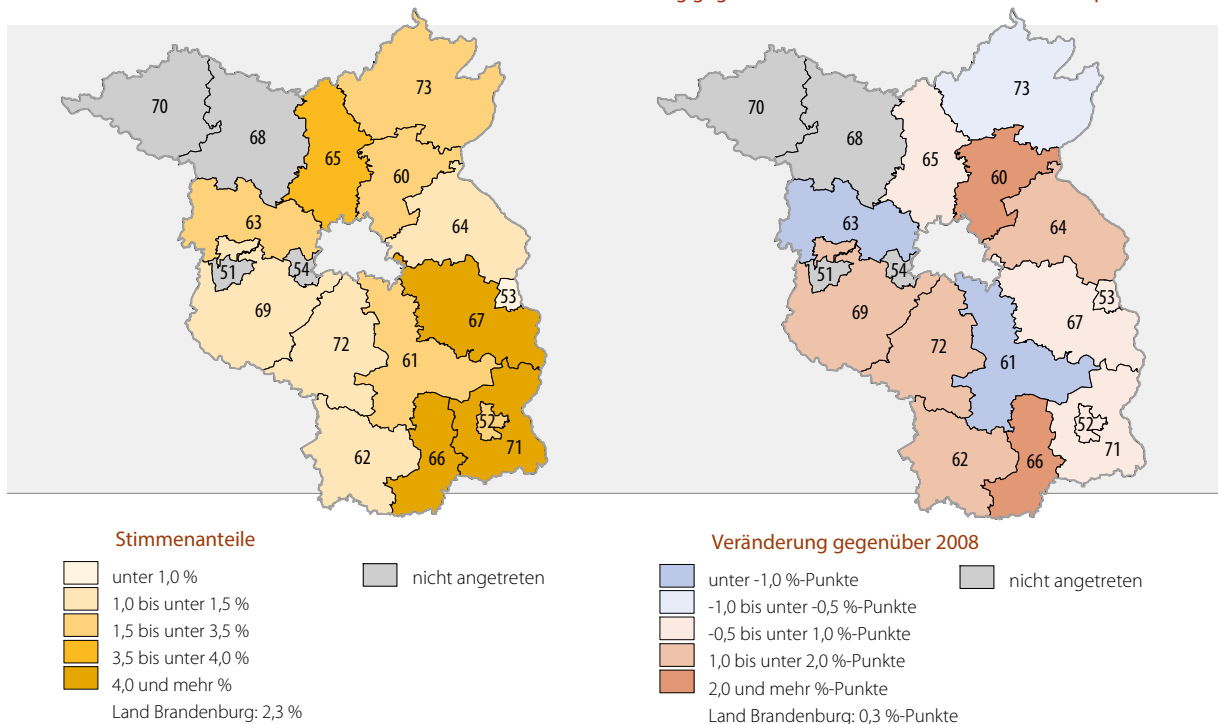 70
68
65
73
60
63
64
51
54
53
69
67
72
61
52
62
66
71
70
68
65
73
60
63
64
51
54
53
69
67
72
61
52
62
66
71
Stimmenanteile
unter 1,0 %
nicht angetreten
1,0 bis unter 1,5 %
1,5 bis unter 3,5 %
3,5 bis unter 4,0 %
4,0 und mehr %
Land Brandenburg: 2,3 %
Veränderung gegenüber 2008
unter -1,0 %-Punkte
nicht angetreten
-1,0 bis unter -0,5 %-Punkte
-0,5 bis unter 1,0 %-Punkte
1,0 bis unter 2,0 %-Punkte
2,0 und mehr %-Punkte
Land Brandenburg: 0,3 %-Punkte